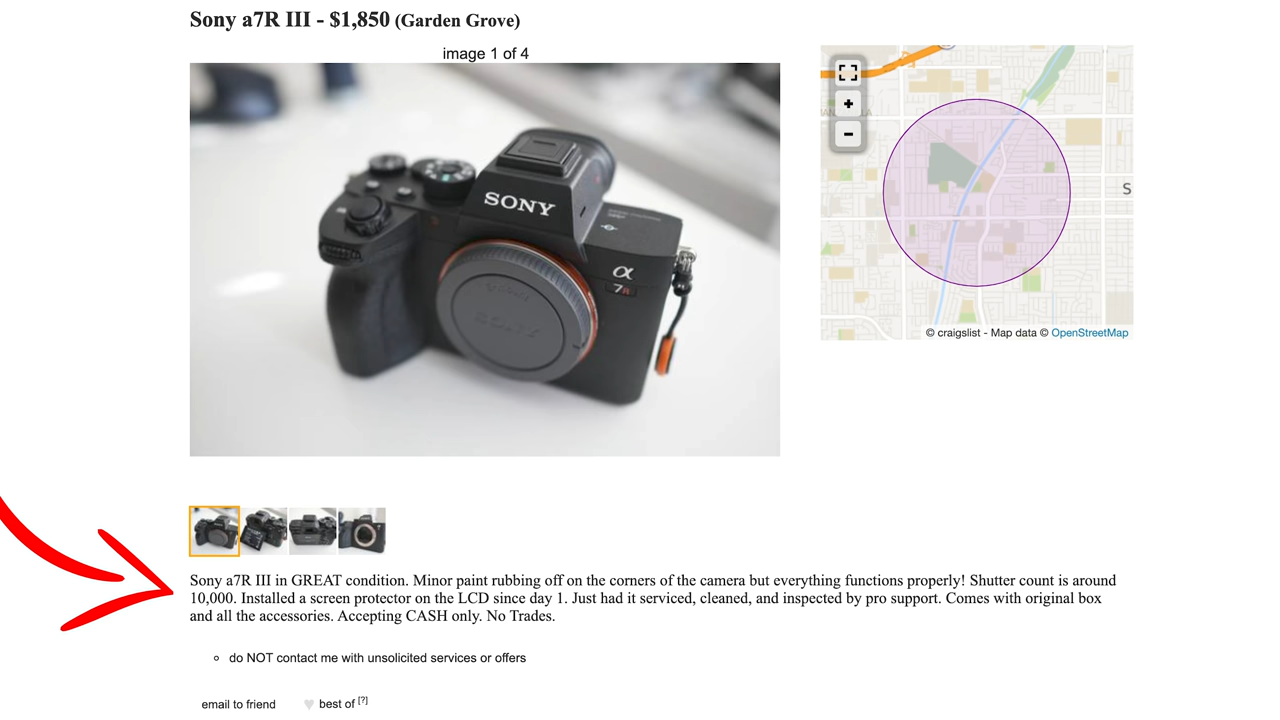 Sony a7R III - $1,850 (Garden Grove)
image 1 of 4
SONY
α
7R
SONY
+
−
S
© craigslist - Map data © OpenStreetMap
Sony a7R III in GREAT condition. Minor paint rubbing off on the corners of the camera but everything functions properly! Shutter count is around
10,000. Installed a screen protector on the LCD since day 1. Just had it serviced, cleaned, and inspected by pro support. Comes with original box
and all the accessories. Accepting CASH only. No Trades.
do NOT contact me with unsolicited services or offers
email to friend
best of [?]